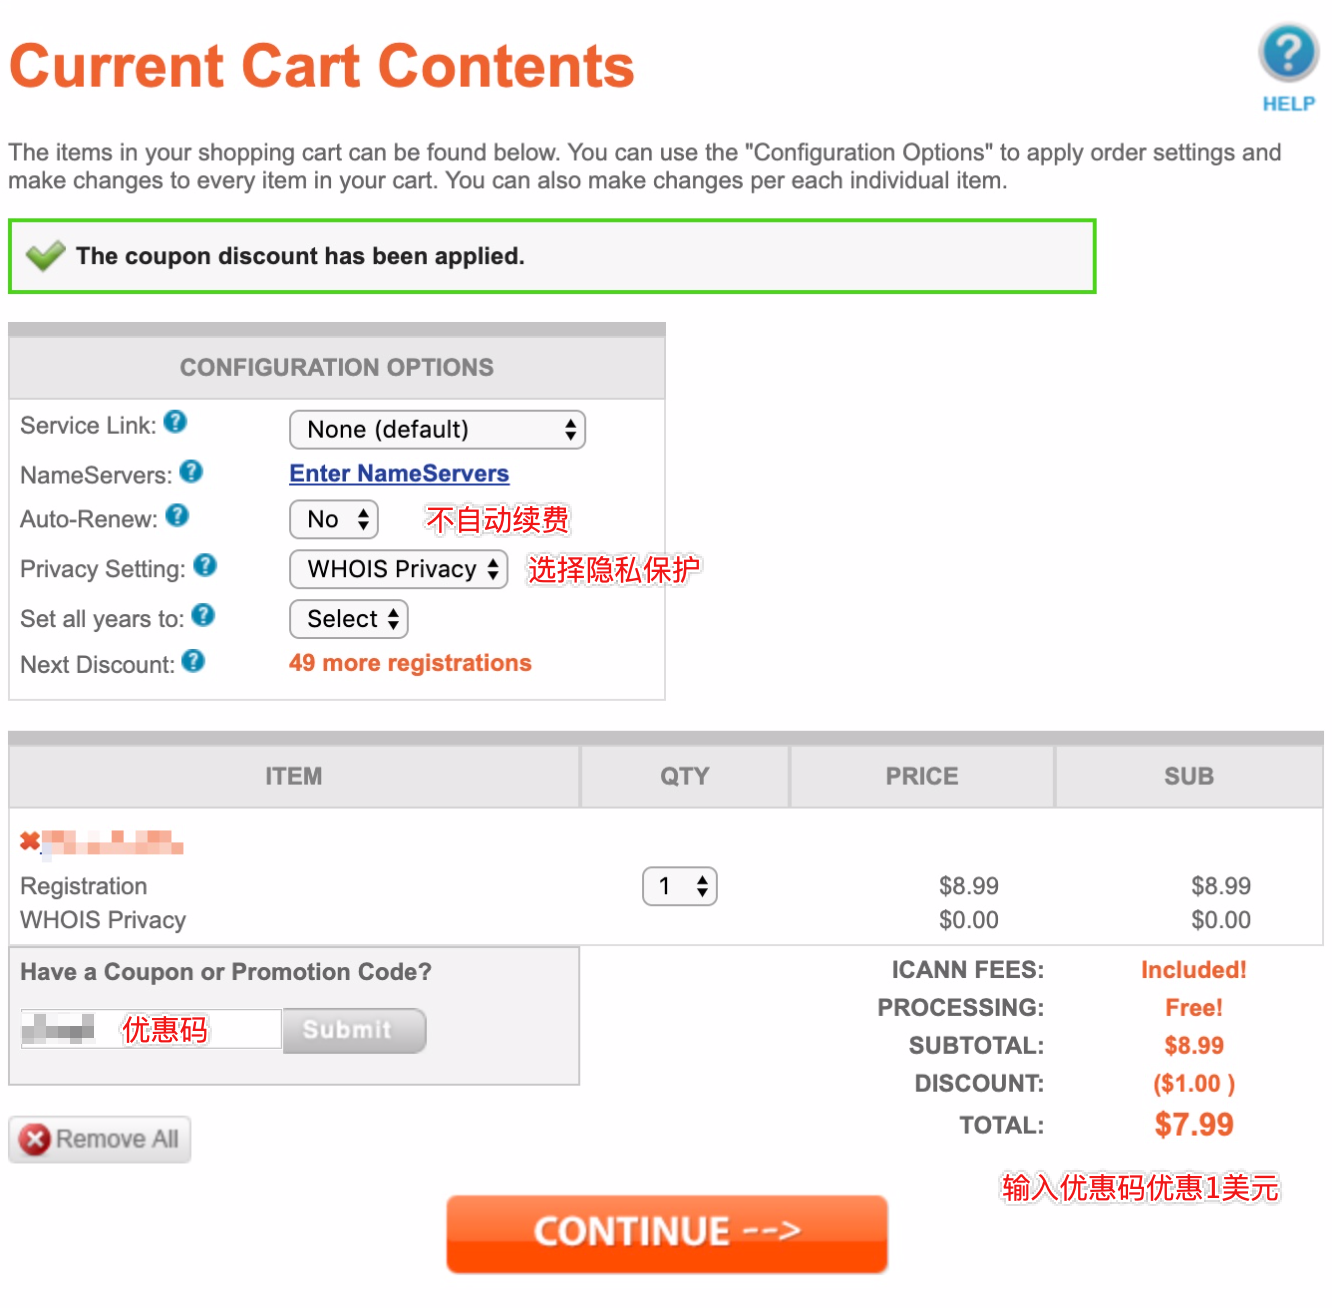 Current Cart Contents
HELP
The items in your shopping cart can be found below. You can use the "Configuration Options" to apply order settings and
make changes to every item in your cart. You can also make changes per each individual item.
The coupon discount has been applied.
CONFIGURATION OPTIONS
Service Link: ? None (default)
NameServers: ? Enter NameServers
Auto-Renew: ? No 不自动续费
Privacy Setting: ? WHOIS Privacy 选择隐私保护
Set all years to: ? Select
Next Discount: ? 49 more registrations
ITEM QTY PRICE SUB
Registration 1 $8.99 $8.99
WHOIS Privacy $0.00 $0.00
Have a Coupon or Promotion Code?
优惠码 Submit
ICANN FEES: Included!
PROCESSING: Free!
SUBTOTAL: $8.99
DISCOUNT: ($1.00 )
TOTAL: $7.99
Remove All
输入优惠码优惠1美元
CONTINUE -->